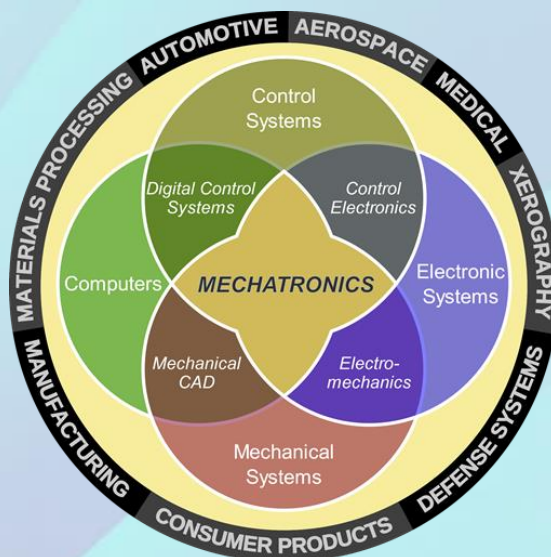 AUTOMOTIVE
AEROSPACE
MEDICAL
XEROGRAPHY
DEFENSE SYSTEMS
CONSUMER PRODUCTS
MANUFACTURING
MATERIALS PROCESSING
Control
Systems
Digital Control
Systems
Control
Electronics
Computers
MECHATRONICS
Electronic
Systems
Mechanical
CAD
Electro-
mechanics
Mechanical
Systems